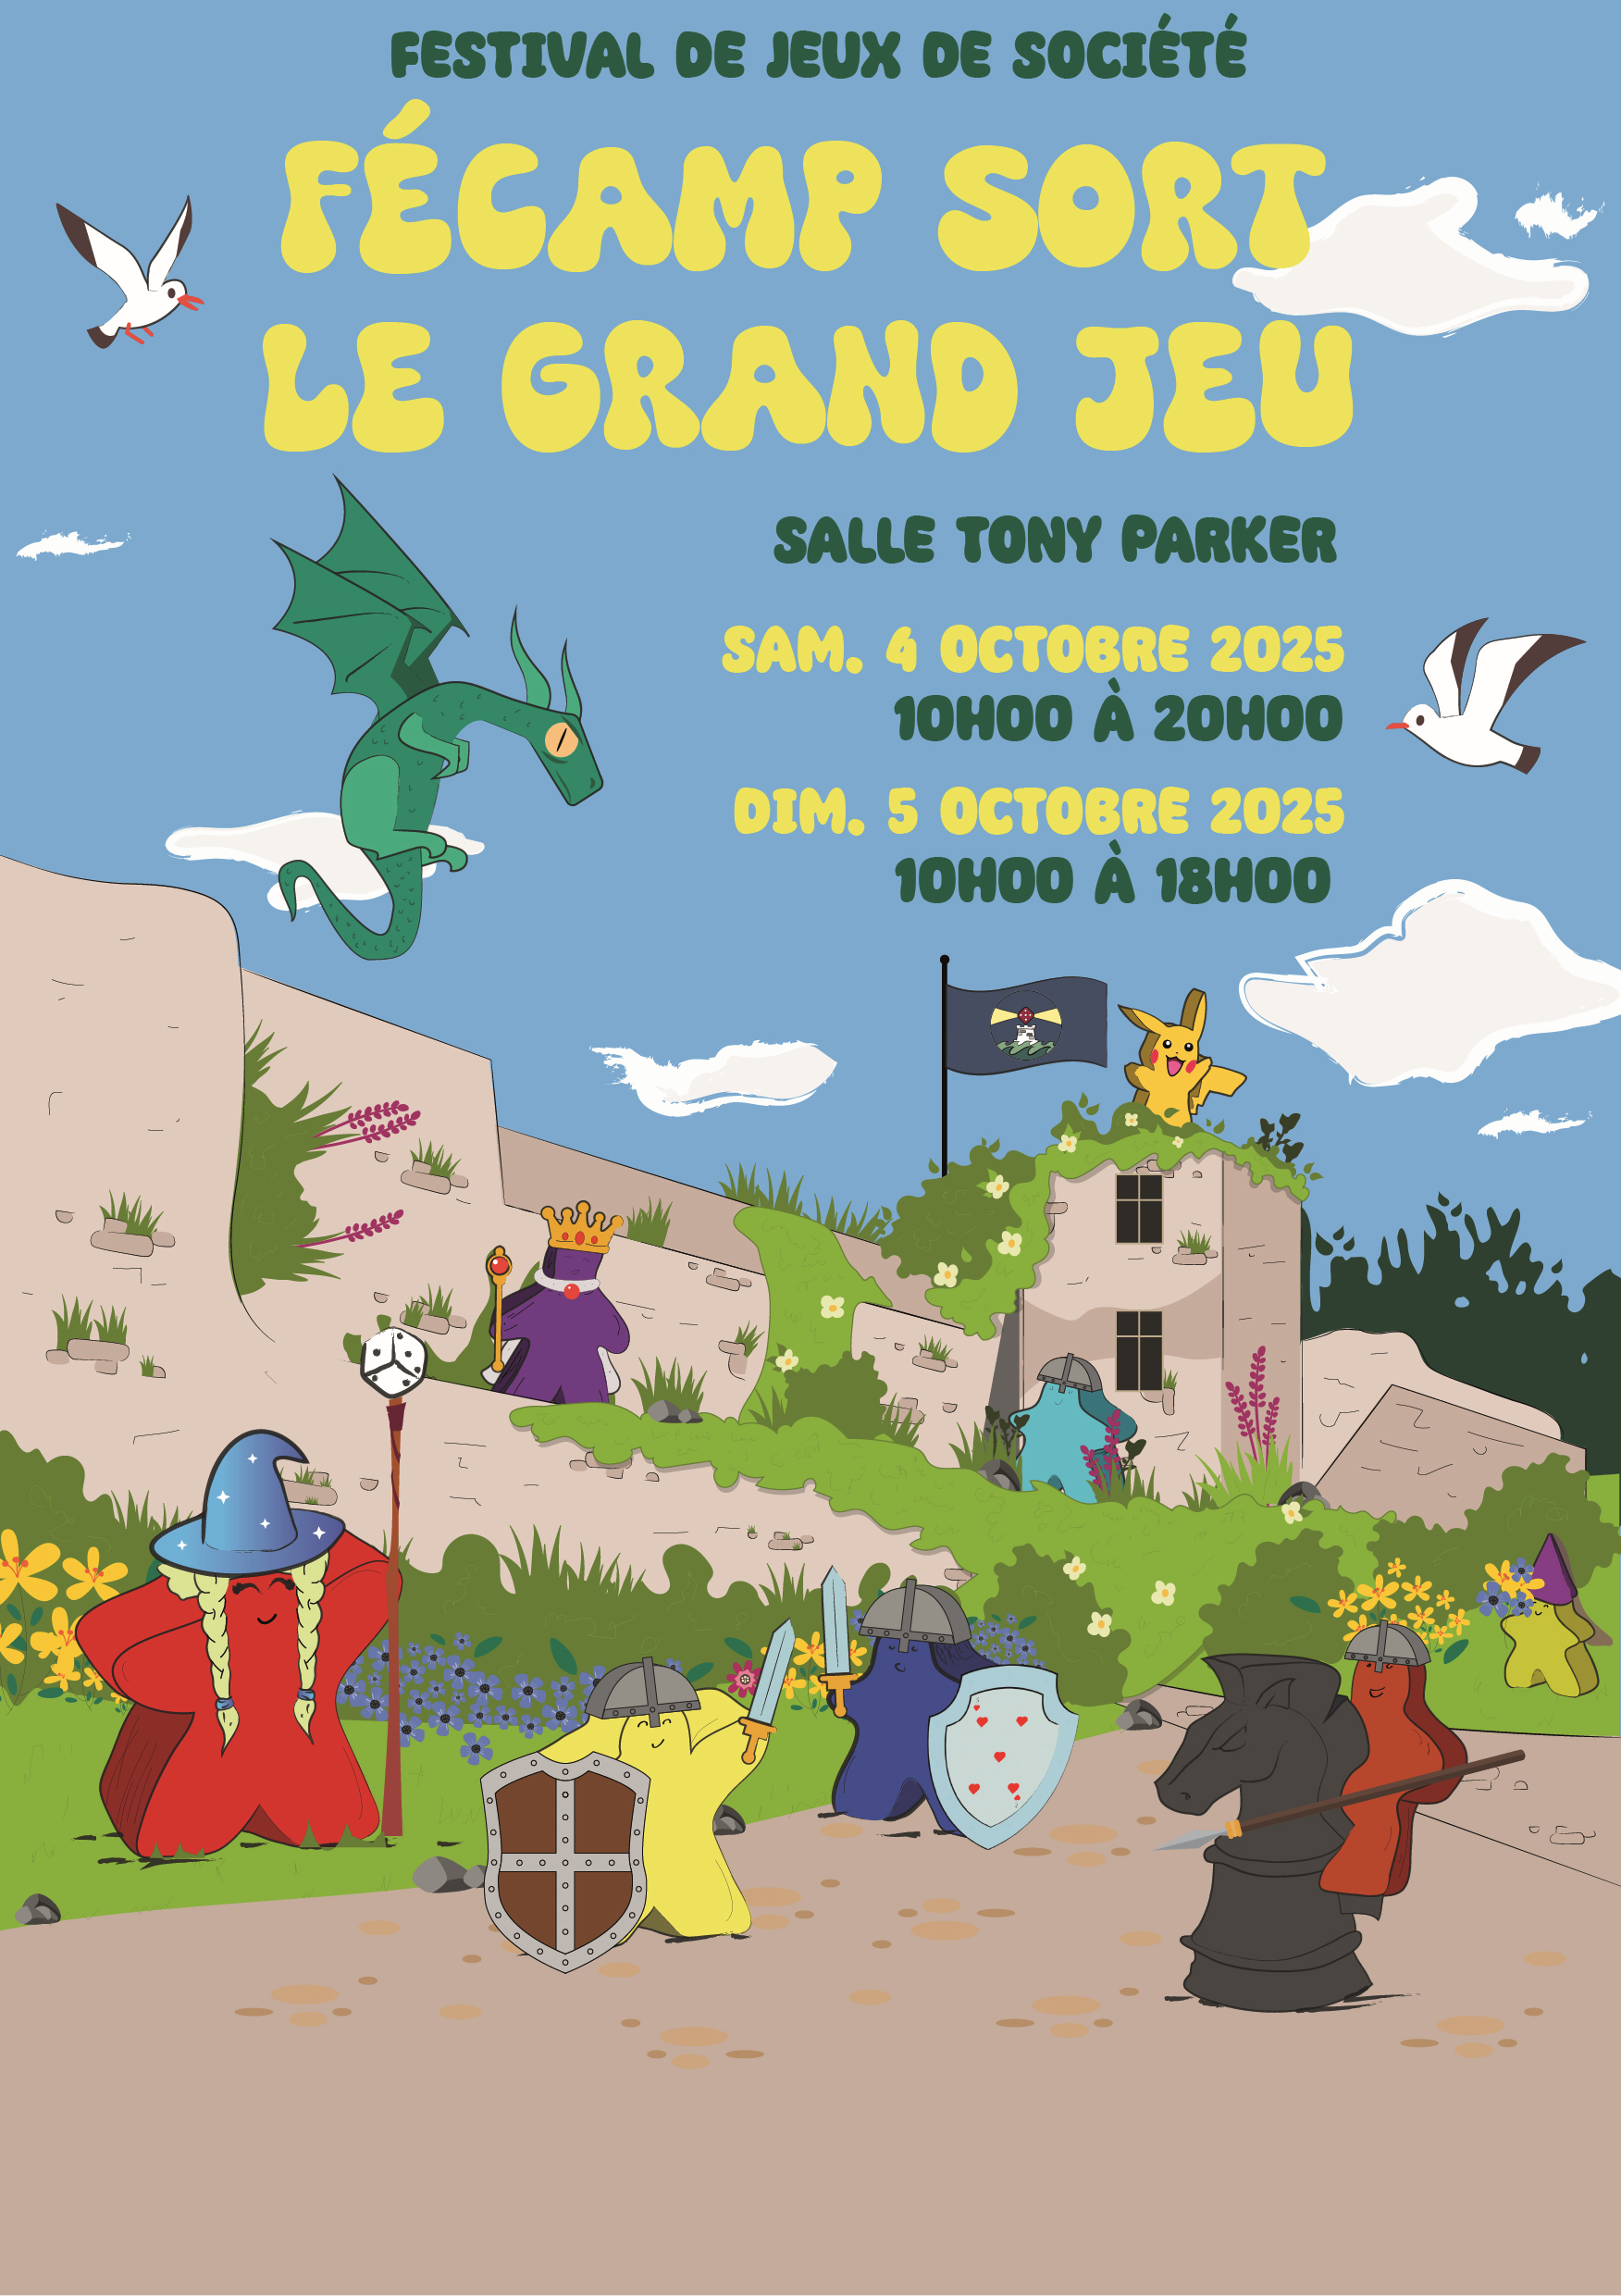 FESTIVAL DE JEUX DE SOCIÉTÉ
FÉCAMP SORT
LE GRAND JEU
SALLE TONY PARKER
SAM. 4 OCTOBRE 2025
10H00 À 20H00
DIM. 5 OCTOBRE 2025
10H00 À 18H00